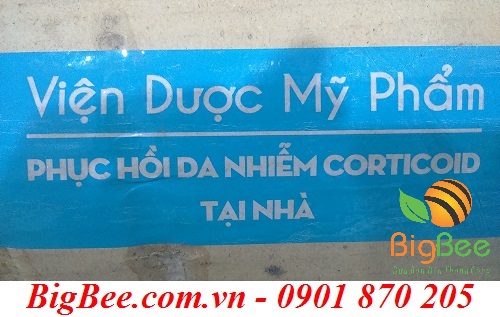 Viện Dược Mỹ Phẩm
PHỤC HỒI DA NHIỄM CORTICOID
TẠI NHÀ
BigBee
BigBee.com.vn - 0901 870 205